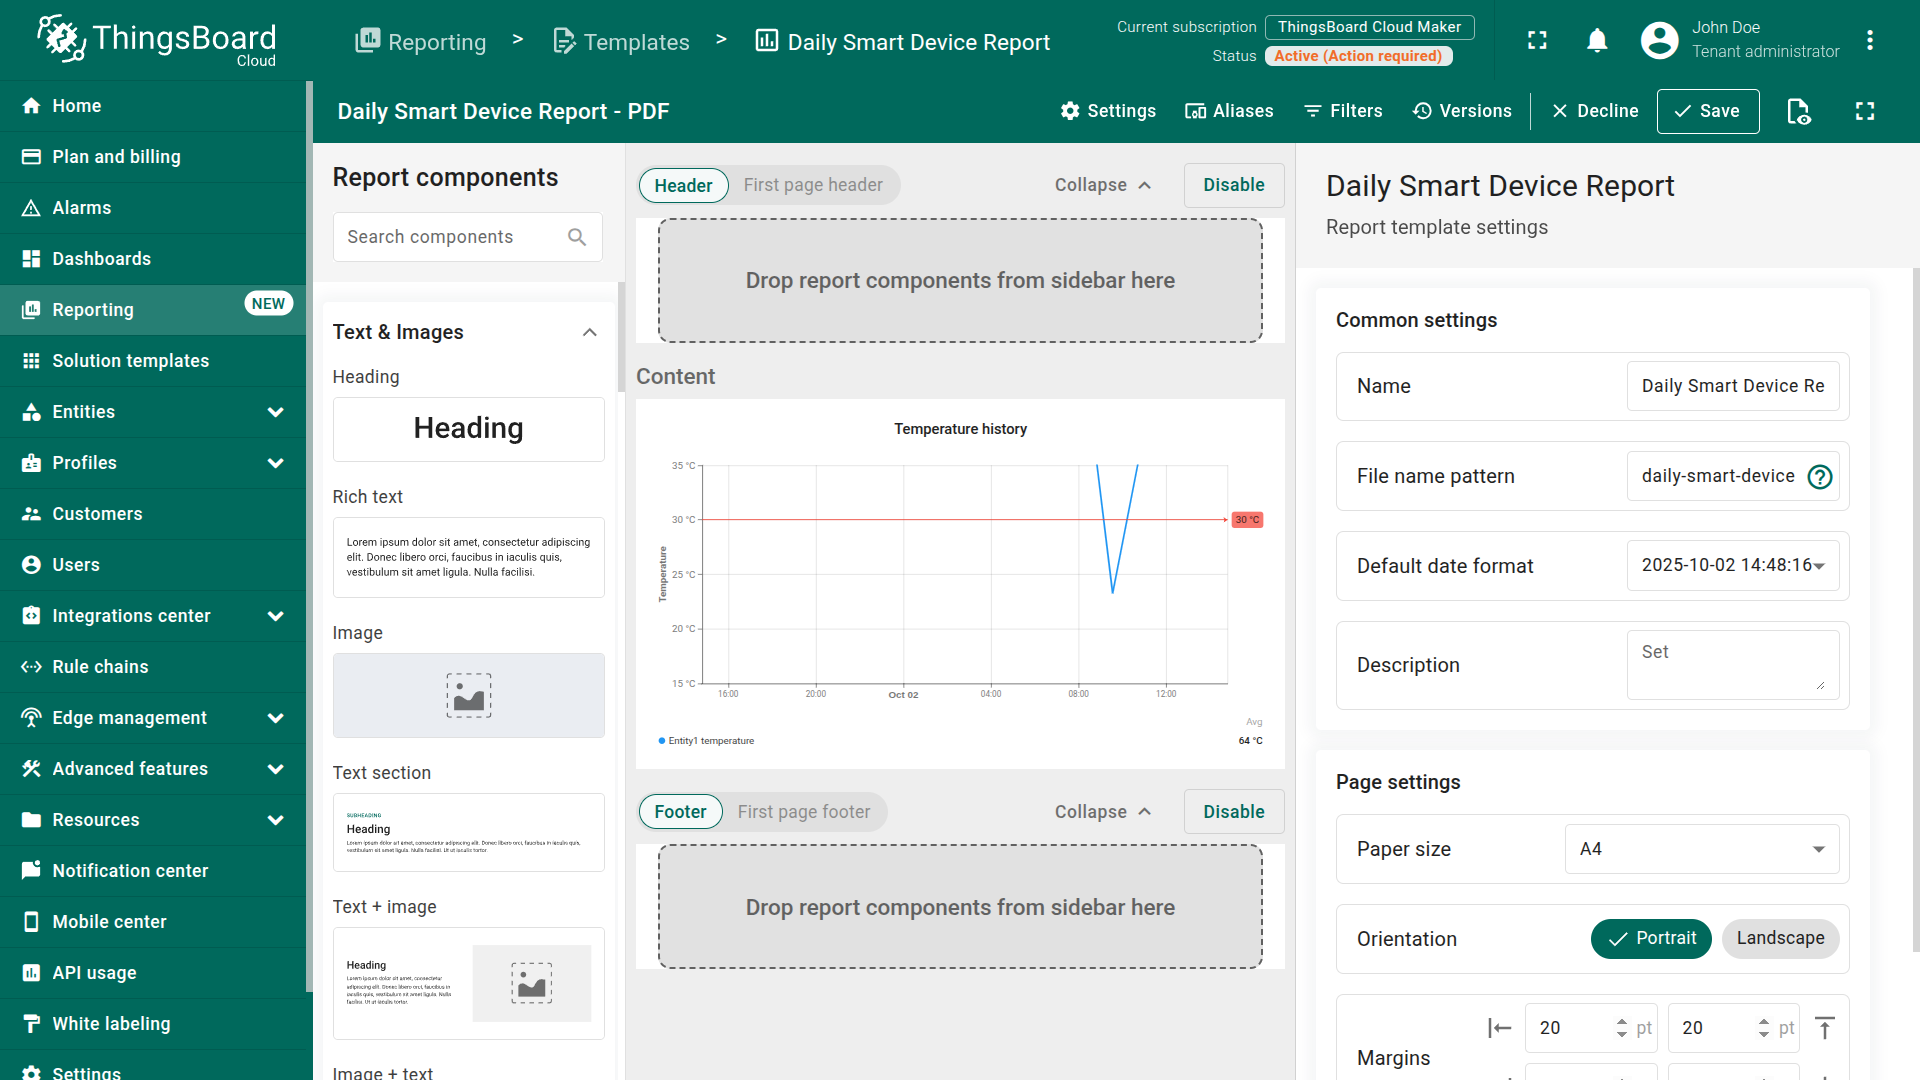 ThingsBoard
Cloud
Reporting > Templates > Daily Smart Device Report
Current subscription ThingsBoard Cloud Maker
Status Active (Action required)
John Doe
Tenant administrator
Home
Plan and billing
Alarms
Dashboards
Reporting NEW
Solution templates
Entities
Profiles
Customers
Users
Integrations center
Rule chains
Edge management
Advanced features
Resources
Notification center
Mobile center
API usage
White labeling
Settings
Daily Smart Device Report - PDF
Settings Aliases Filters Versions Decline Save
Report components
Search components
Text & Images
Heading
Heading
Rich text
Lorem ipsum dolor sit amet, consectetur adipiscing
elit. Donec libero orci, faucibus in iaculis quis,
vestibulum sit amet ligula. Nulla facilisi.
Image
Text section
SUBHEADING
Heading
Lorem ipsum dolor sit amet, consectetur adipiscing elit. Donec libero orci, faucibus in iaculis quis,
vestibulum sit amet ligula. Nulla facilisi. Ut ut iaculis tortor.
Text + image
Heading
Lorem ipsum dolor sit amet, consectetur
adipiscing elit. Donec libero orci, faucibus in
iaculis quis, vestibulum sit amet ligula. Nulla
facilisi. Ut ut iaculis tortor.
Image + text
Header First page header Collapse Disable
Drop report components from sidebar here
Content
Temperature history
Temperature
35 °C
30 °C
25 °C
20 °C
15 °C
30 °C
16:00 20:00 Oct 02 04:00 08:00 12:00
Avg
Entity1 temperature 64 °C
Footer First page footer Collapse Disable
Drop report components from sidebar here
Daily Smart Device Report
Report template settings
Common settings
Name Daily Smart Device Re
File name pattern daily-smart-device
Default date format 2025-10-02 14:48:16
Description Set
Page settings
Paper size A4
Orientation Portrait Landscape
Margins 20 pt 20 pt